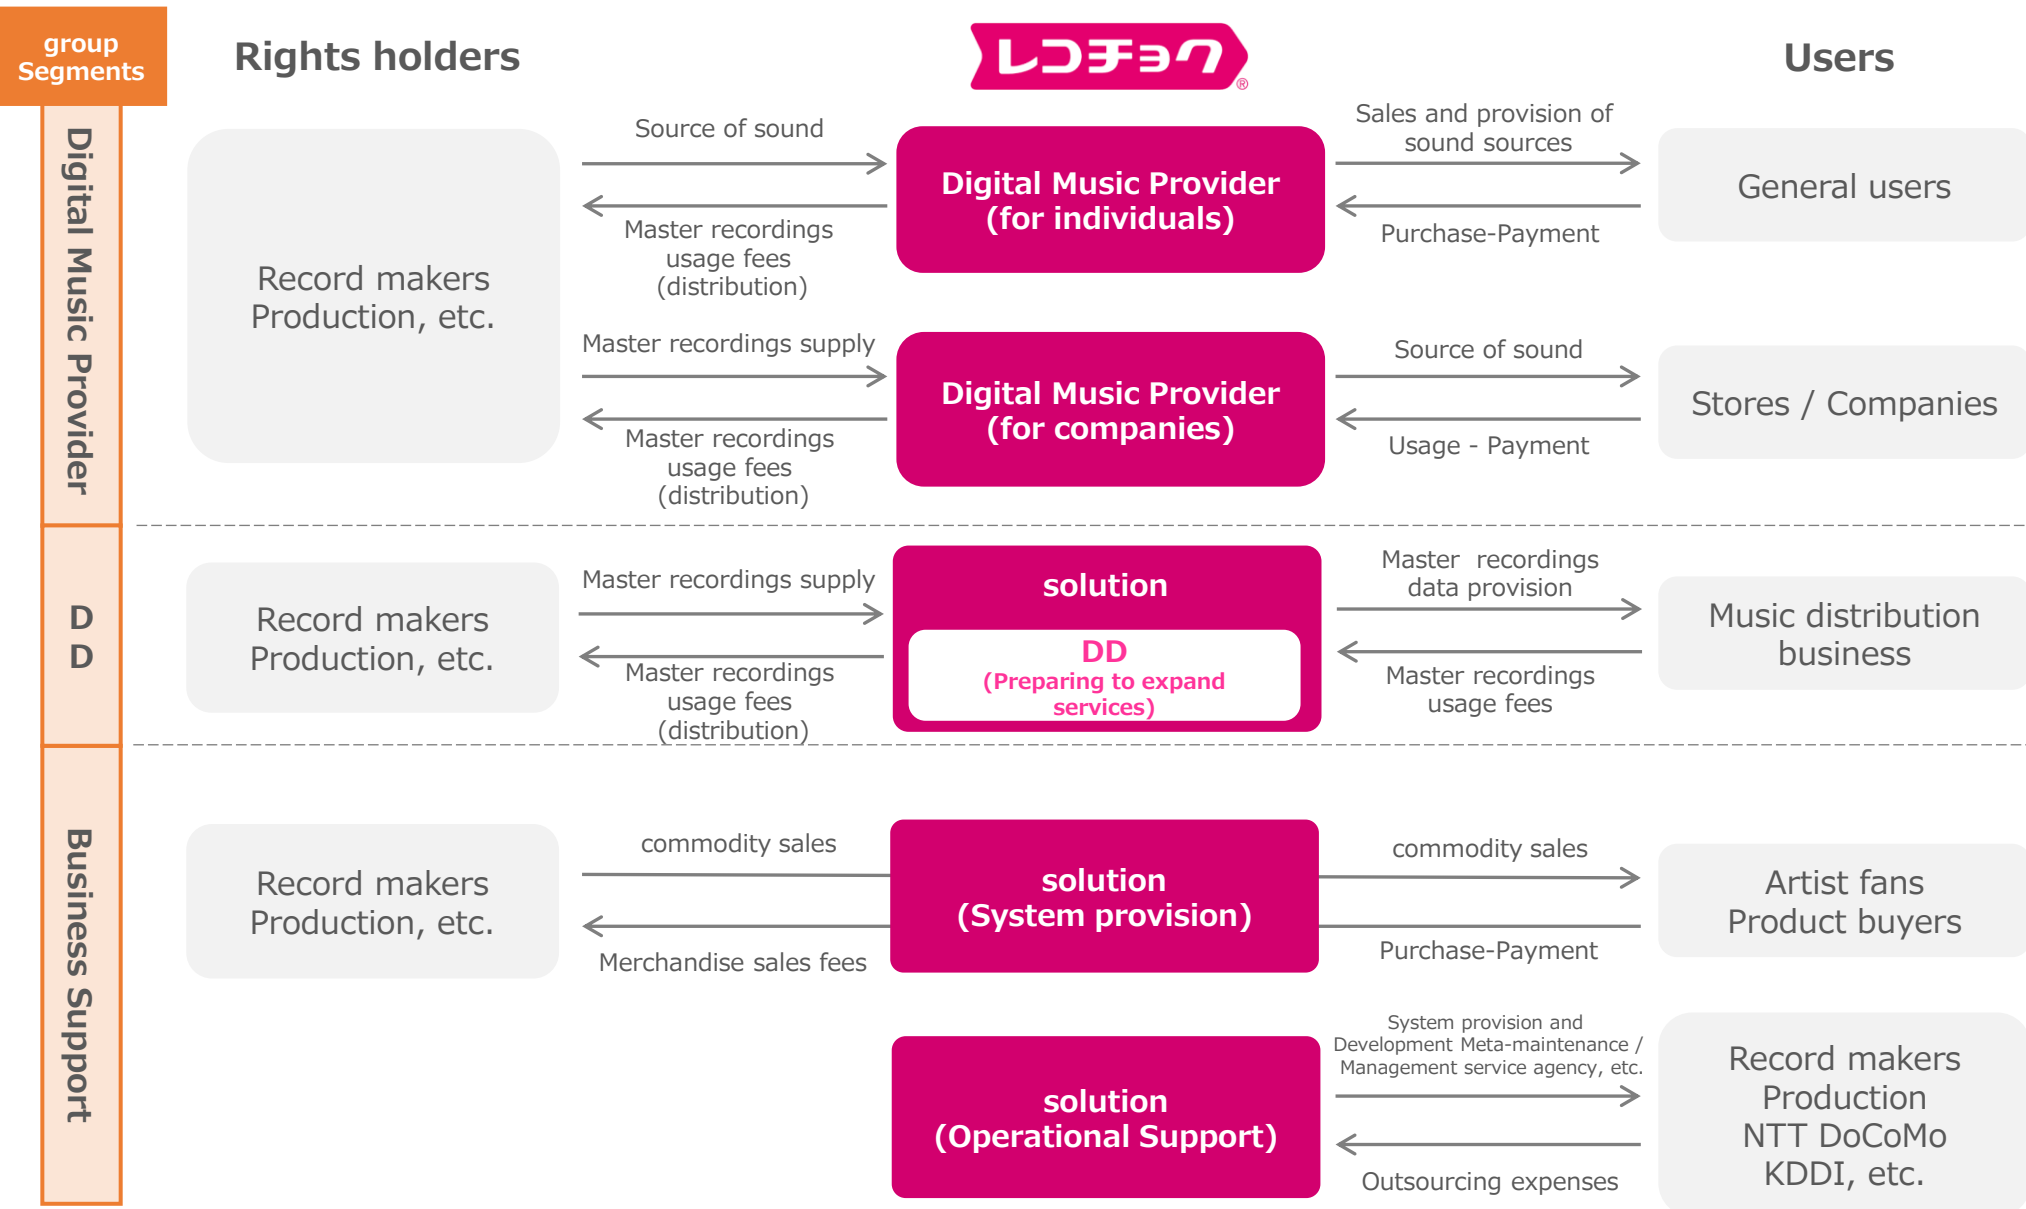 group
Segments
Rights holders
レコチョク
®
Users
Digital Music Provider
Record makers
Production, etc.
Source of sound
Master recordings
usage fees
(distribution)
Digital Music Provider
(for individuals)
Sales and provision of
sound sources
Purchase-Payment
General users
Master recordings supply
Master recordings
usage fees
(distribution)
Digital Music Provider
(for companies)
Source of sound
Usage - Payment
Stores / Companies
D
D
Record makers
Production, etc.
Master recordings supply
Master recordings
usage fees
(distribution)
solution
DD
(Preparing to expand
services)
Master recordings
data provision
Master recordings
usage fees
Music distribution
business
Business Support
Record makers
Production, etc.
commodity sales
Merchandise sales fees
solution
(System provision)
commodity sales
Purchase-Payment
Artist fans
Product buyers
solution
(Operational Support)
System provision and
Development Meta-maintenance /
Management service agency, etc.
Outsourcing expenses
Record makers
Production
NTT DoCoMo
KDDI, etc.